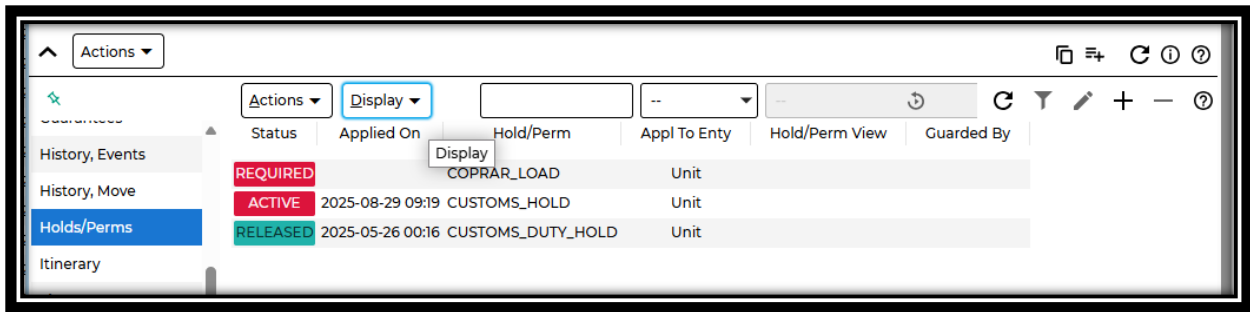 Actions
Actions Display -- --
Status Applied On Hold/Perm Appl To Enty Hold/Perm View Guarded By
Display
REQUIRED COPRAR_LOAD Unit
ACTIVE 2025-08-29 09:19 CUSTOMS_HOLD Unit
RELEASED 2025-05-26 00:16 CUSTOMS_DUTY_HOLD Unit
Guarantees
History, Events
History, Move
Holds/Perms
Itinerary